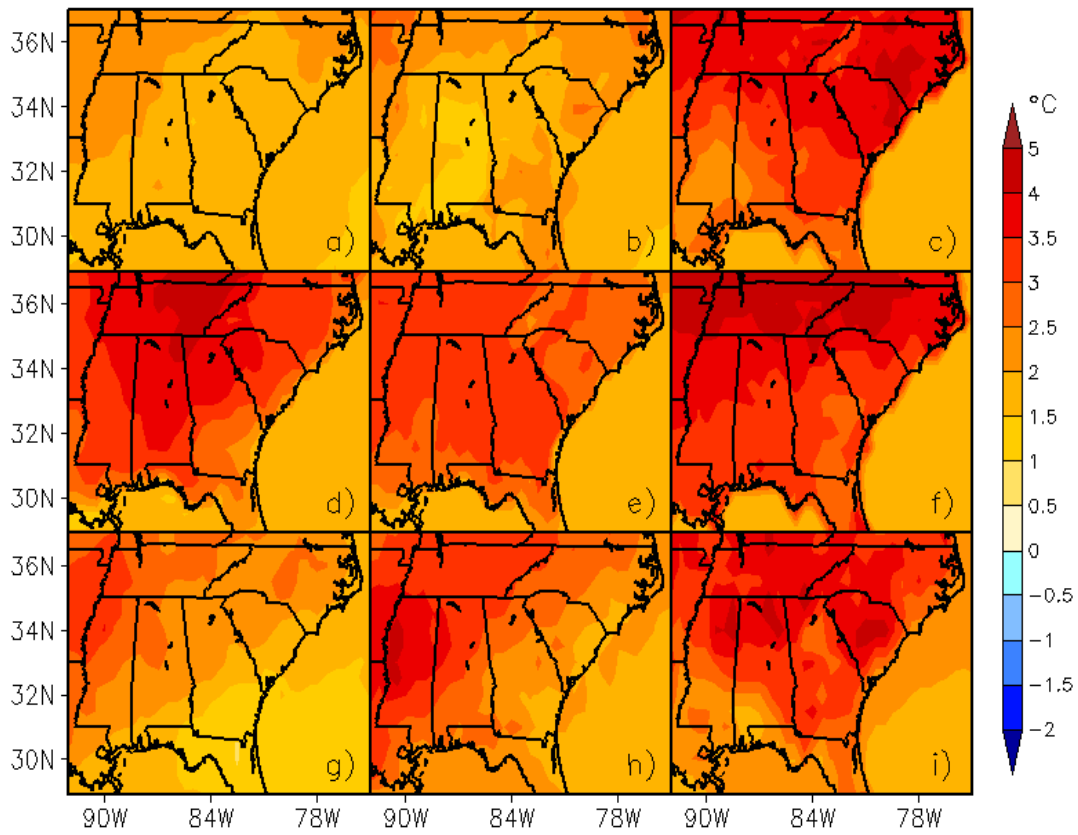 36N
34N
32N
30N
a)
b)
c)
°C
5
4
3.5
3
2.5
2
1.5
1
0.5
0
−0.5
−1
−1.5
−2
36N
34N
32N
30N
d)
e)
f)
36N
34N
32N
30N
g)
h)
i)
90W 84W 78W 90W 84W 78W 90W 84W 78W